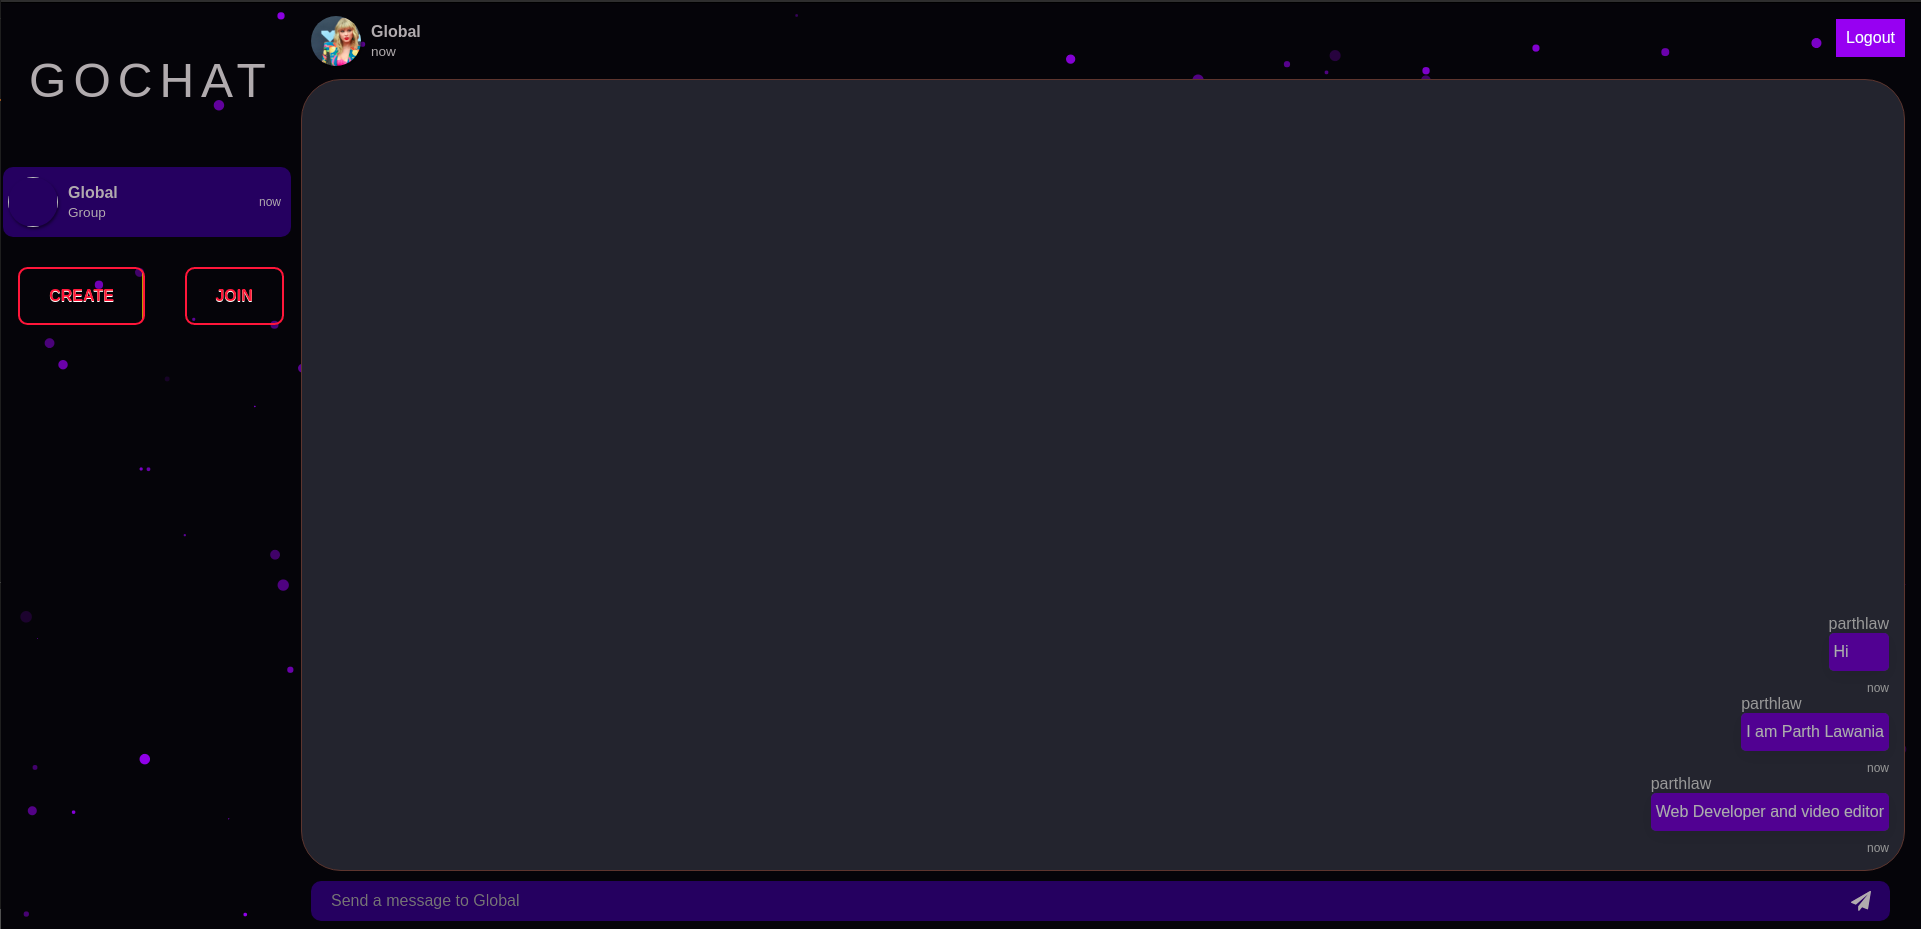 GOCHAT
Global
Group
now
CREATE
JOIN
Global
now
Logout
parthlaw
Hi
now
parthlaw
I am Parth Lawania
now
parthlaw
Web Developer and video editor
now
Send a message to Global